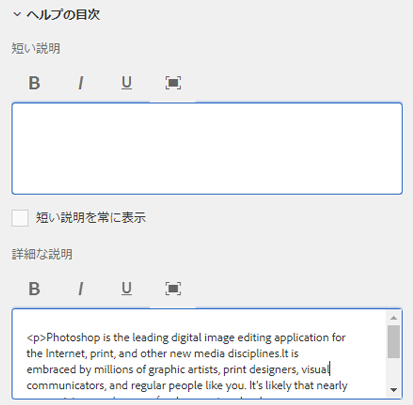 ヘルプの目次
短い説明
B I U
短い説明を常に表示
詳細な説明
B I U
<p>Photoshop is the leading digital image editing application for
the Internet, print, and other new media disciplines.It is
embraced by millions of graphic artists, print designers, visual
communicators, and regular people like you. It's likely that nearly